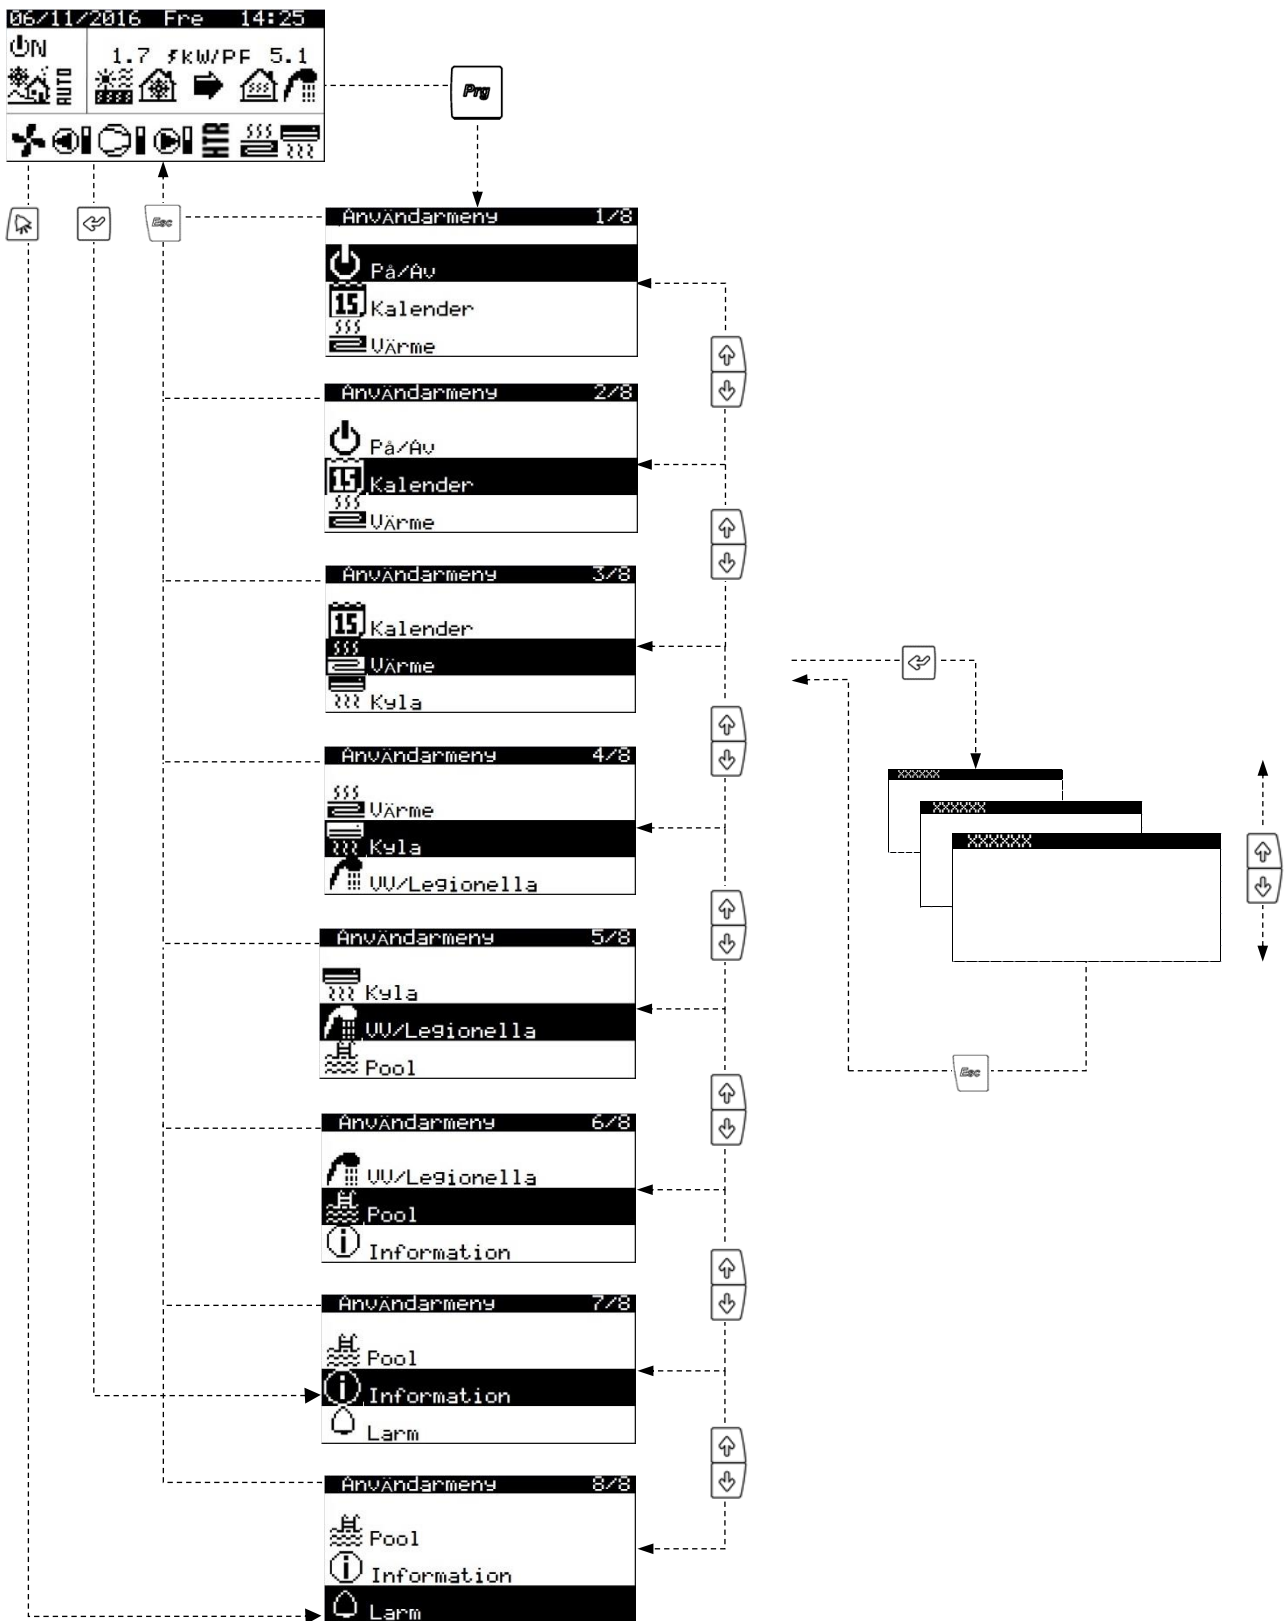 06/11/2016 Fre 14:25
ON
1.7 kW/PF 5.1
AUTO
HTR
Prg
Esc
Användarmeny 1/8
På/Av
15 Kalender
Värme
Användarmeny 2/8
På/Av
15 Kalender
Värme
Användarmeny 3/8
15 Kalender
Värme
Kyla
Användarmeny 4/8
Värme
Kyla
VV/Legionella
Användarmeny 5/8
Kyla
VV/Legionella
Pool
Användarmeny 6/8
VV/Legionella
Pool
Information
Användarmeny 7/8
Pool
Information
Larm
Användarmeny 8/8
Pool
Information
Larm
XXXXXX
XXXXXX
XXXXXX
Esc